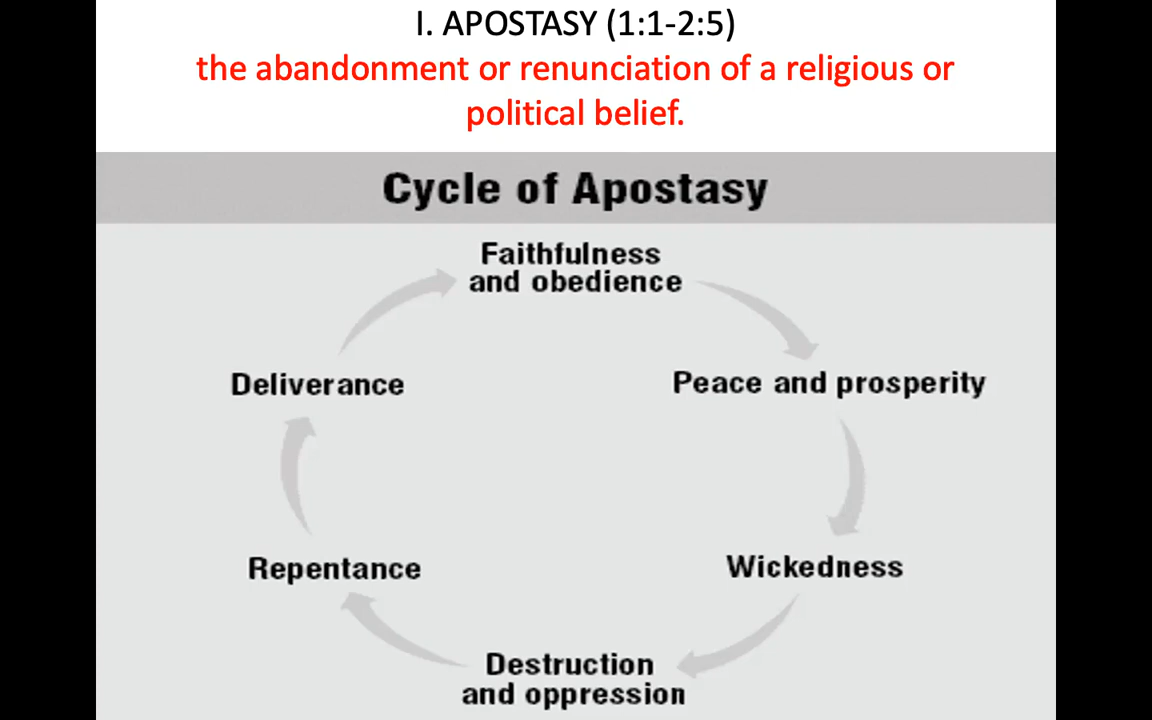 I. APOSTASY (1:1-2:5)
the abandonment or renunciation of a religious or
political belief.
Cycle of Apostasy
Faithfulness
and obedience
Deliverance
Peace and prosperity
Repentance
Wickedness
Destruction
and oppression